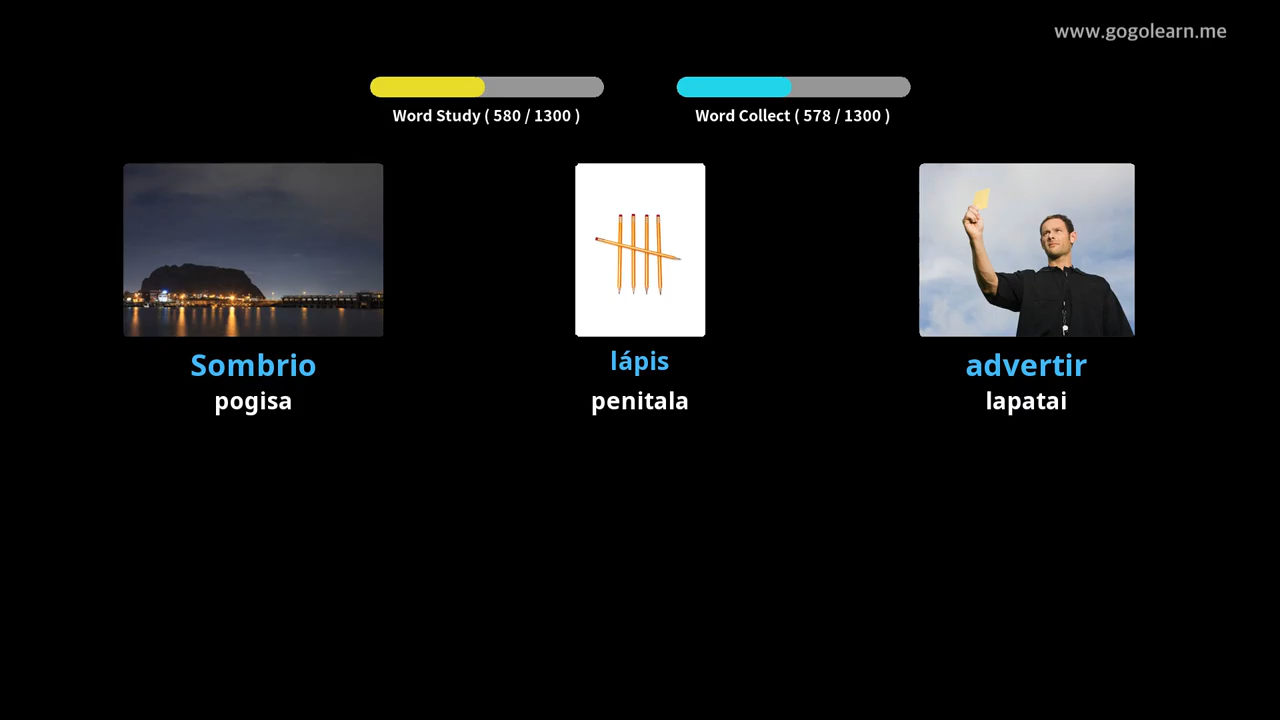 www.gogolearn.me
Word Study ( 580 / 1300 )
Word Collect ( 578 / 1300 )
Sombrio
pogisa
lápis
penitala
advertir
lapatai